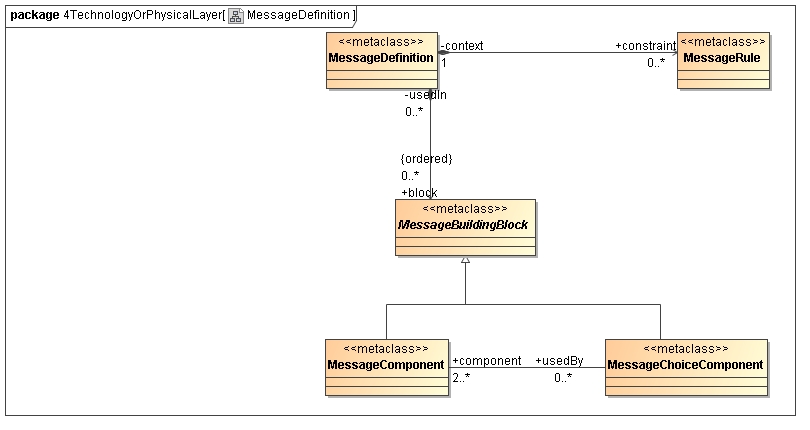 package 4TechnologyOrPhysicalLayer[ MessageDefinition ]
<<metaclass>>
MessageDefinition
-context
1
+constraint
0..*
<<metaclass>>
MessageRule
-usedIn
0..*
{ordered}
0..*
+block
<<metaclass>>
MessageBuildingBlock
<<metaclass>>
MessageComponent
+component
2..*
+usedBy
0..*
<<metaclass>>
MessageChoiceComponent